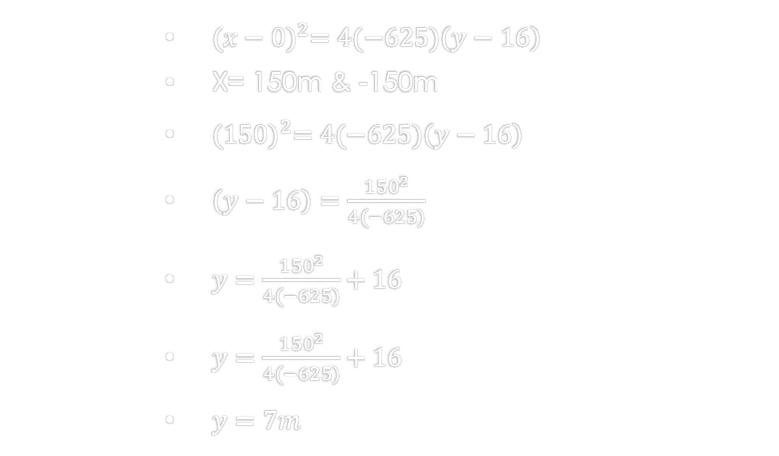 (x − 0)²= 4(−625)(y − 16)
X= 150m & -150m
(150)²= 4(−625)(y − 16)
(y − 16) = 150²/4(−625)
y = 150²/4(−625) + 16
y = 150²/4(−625) + 16
y = 7m